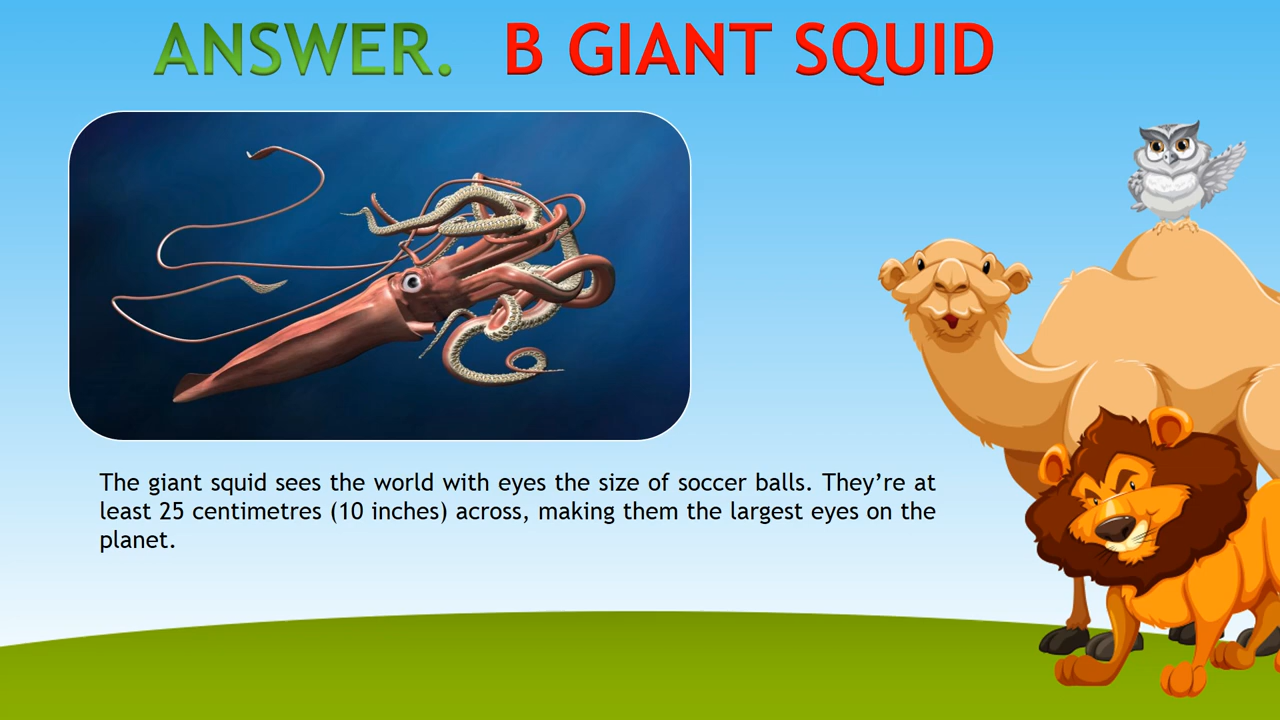 ANSWER. B GIANT SQUID
The giant squid sees the world with eyes the size of soccer balls. They’re at
least 25 centimetres (10 inches) across, making them the largest eyes on the
planet.